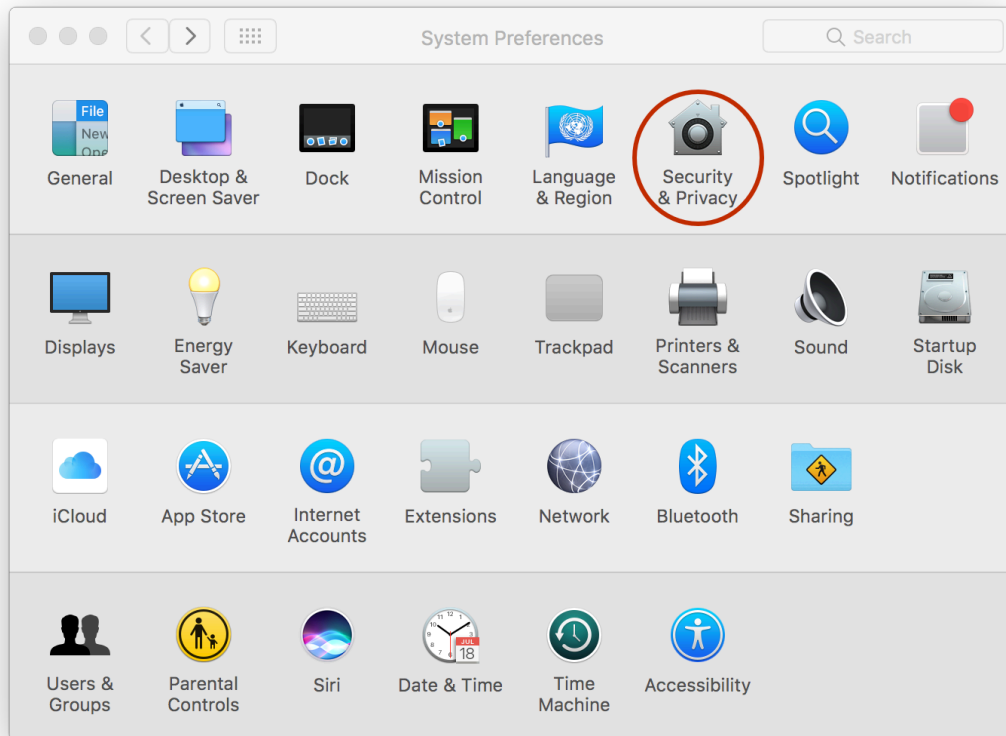 System Preferences
Search
File
New
Ope
General
Desktop &
Screen Saver
Dock
Mission
Control
Language
& Region
Security
& Privacy
Spotlight
Notifications
Displays
Energy
Saver
Keyboard
Mouse
Trackpad
Printers &
Scanners
Sound
Startup
Disk
iCloud
App Store
Internet
Accounts
Extensions
Network
Bluetooth
Sharing
Users &
Groups
Parental
Controls
Siri
JUL
18
Date & Time
Time
Machine
Accessibility